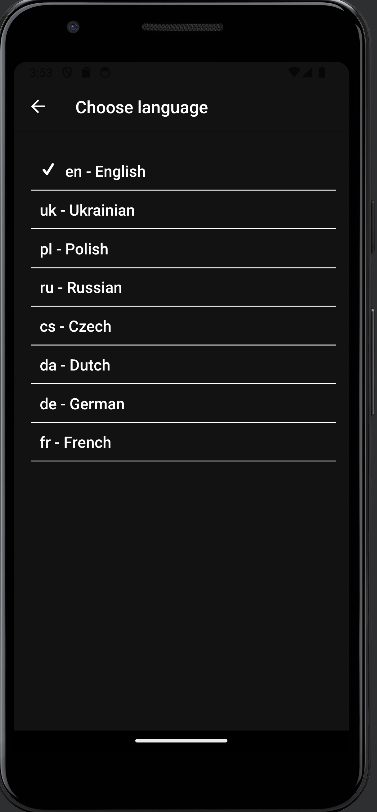 3:53
Choose language
en - English
uk - Ukrainian
pl - Polish
ru - Russian
cs - Czech
da - Dutch
de - German
fr - French